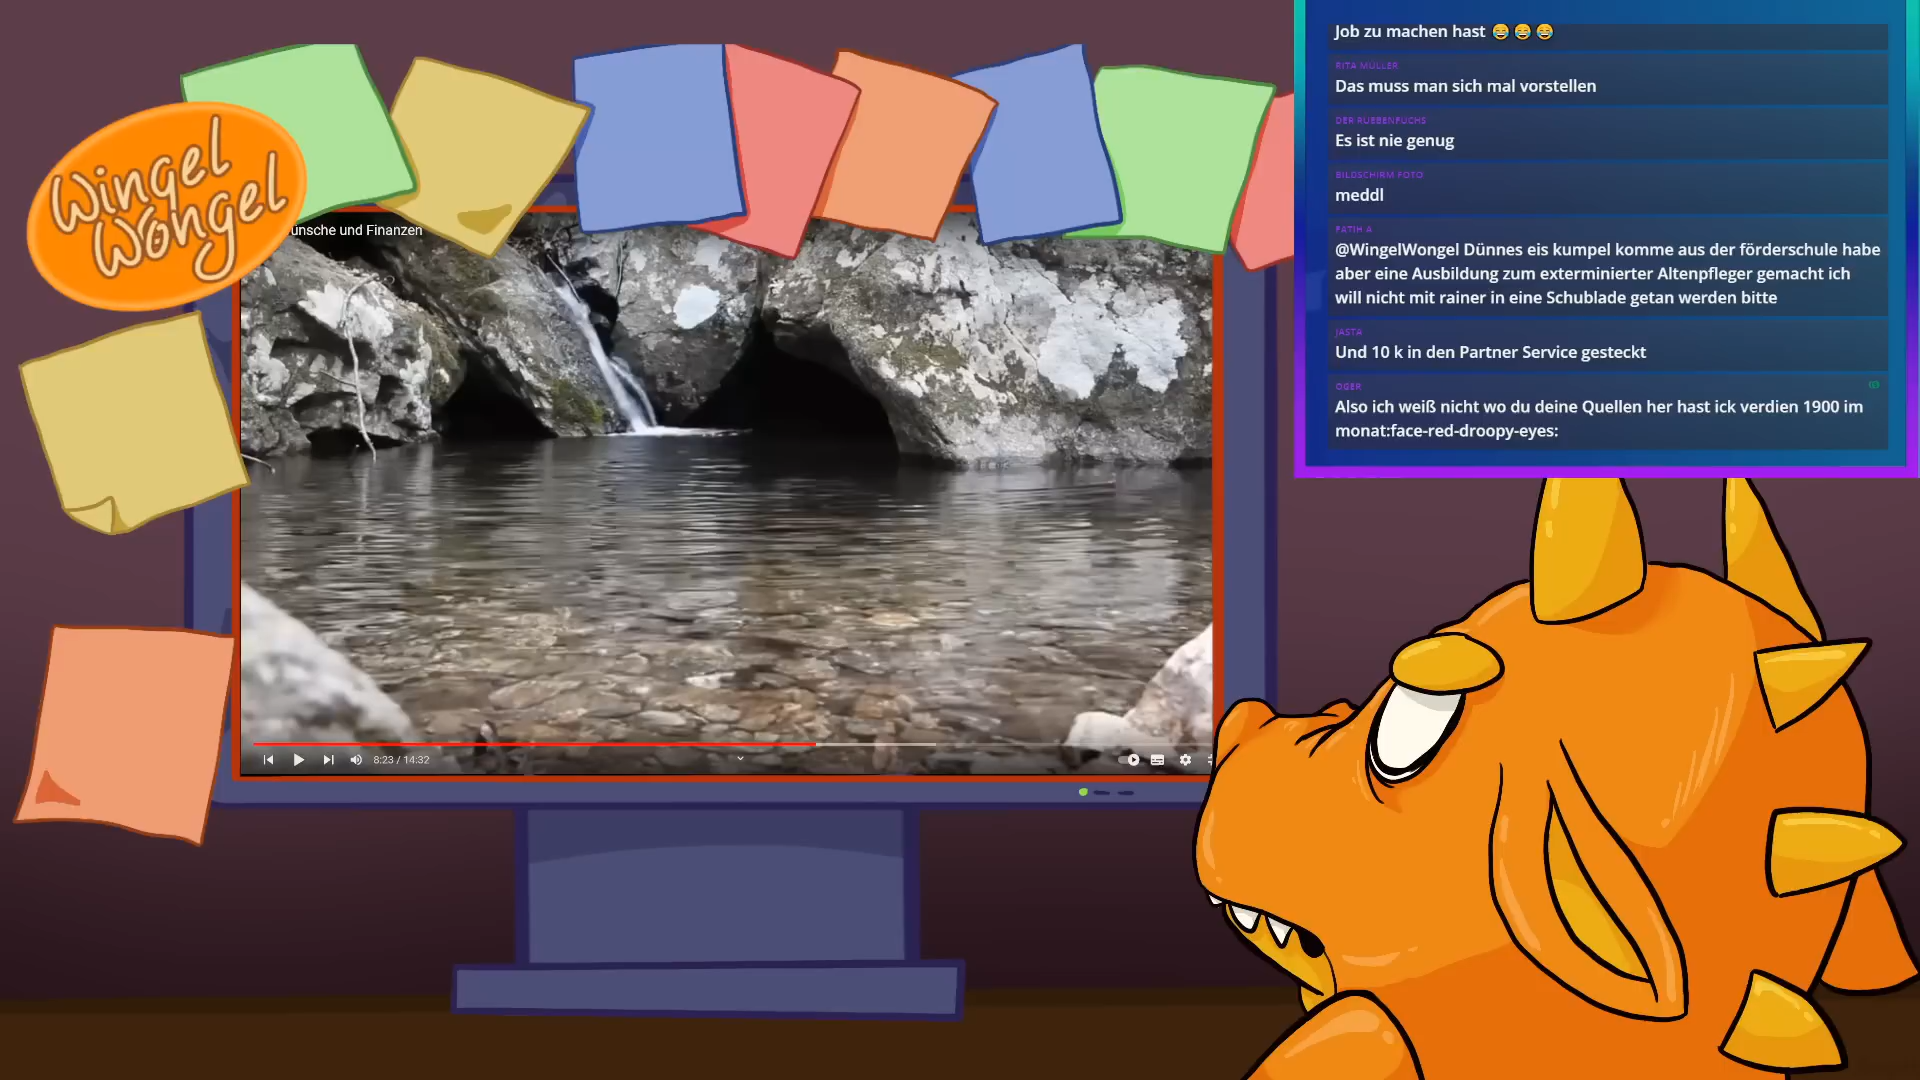 Wingel
Wongel
ünsche und Finanzen
8:23 / 14:32
Job zu machen hast 😂 😂 😂
RITA MÜLLER
Das muss man sich mal vorstellen
DER RUEBENFUCHS
Es ist nie genug
BILDSCHIRM FOTO
meddl
FATIH A
@WingelWongel Dünnes eis kumpel komme aus der förderschule habe
aber eine Ausbildung zum exterminierter Altenpfleger gemacht ich
will nicht mit rainer in eine Schublade getan werden bitte
JASTA
Und 10 k in den Partner Service gesteckt
OGER
Also ich weiß nicht wo du deine Quellen her hast ick verdien 1900 im
monat:face-red-droopy-eyes: